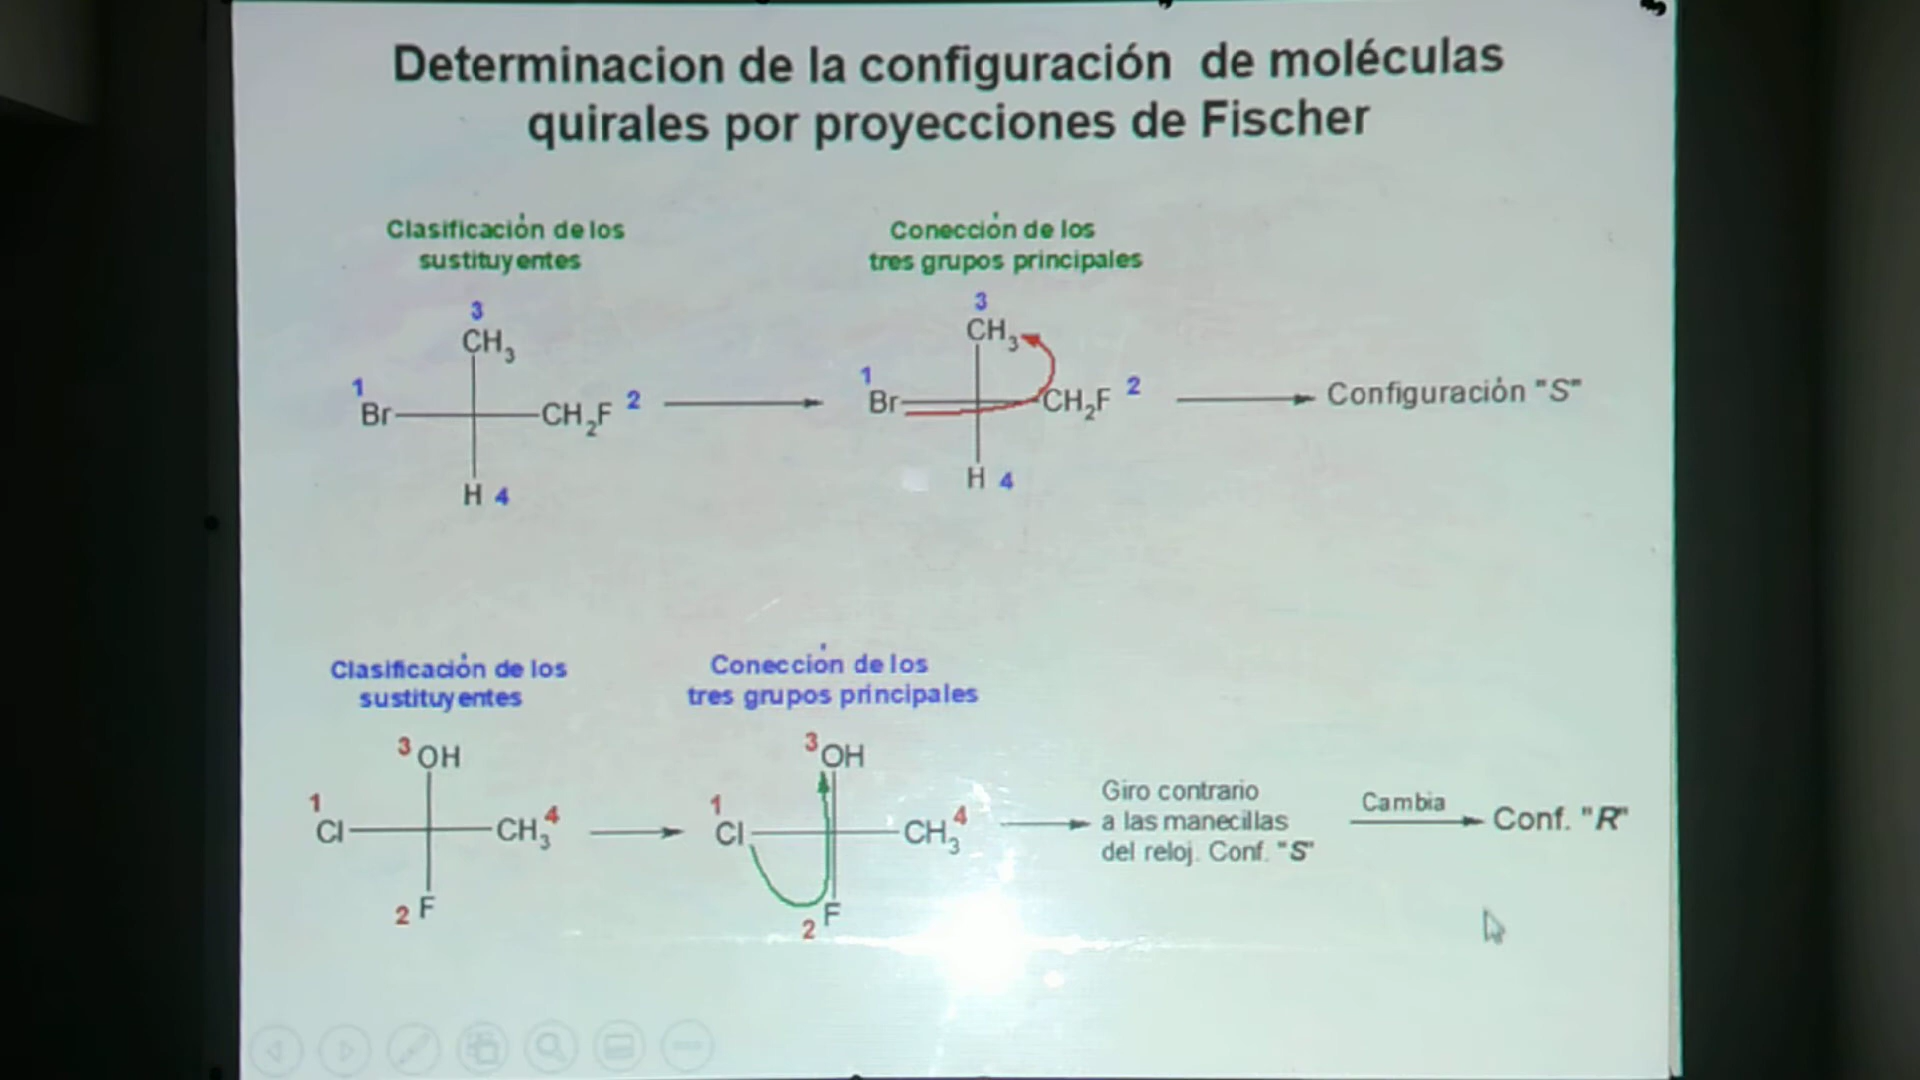 Determinacion de la configuración de moléculas
quirales por proyecciones de Fischer
Clasificación de los
sustituyentes
Conección de los
tres grupos principales
3
CH3
1
Br
CH2F 2
H 4
3
CH3
1
Br
CH2F 2
H 4
Configuración "S"
Clasificación de los
sustituyentes
Conección de los
tres grupos principales
3 OH
1
Cl
CH3 4
2 F
3 OH
1
Cl
CH3 4
2 F
Giro contrario
a las manecillas
del reloj. Conf. "S"
Cambia
Conf. "R"